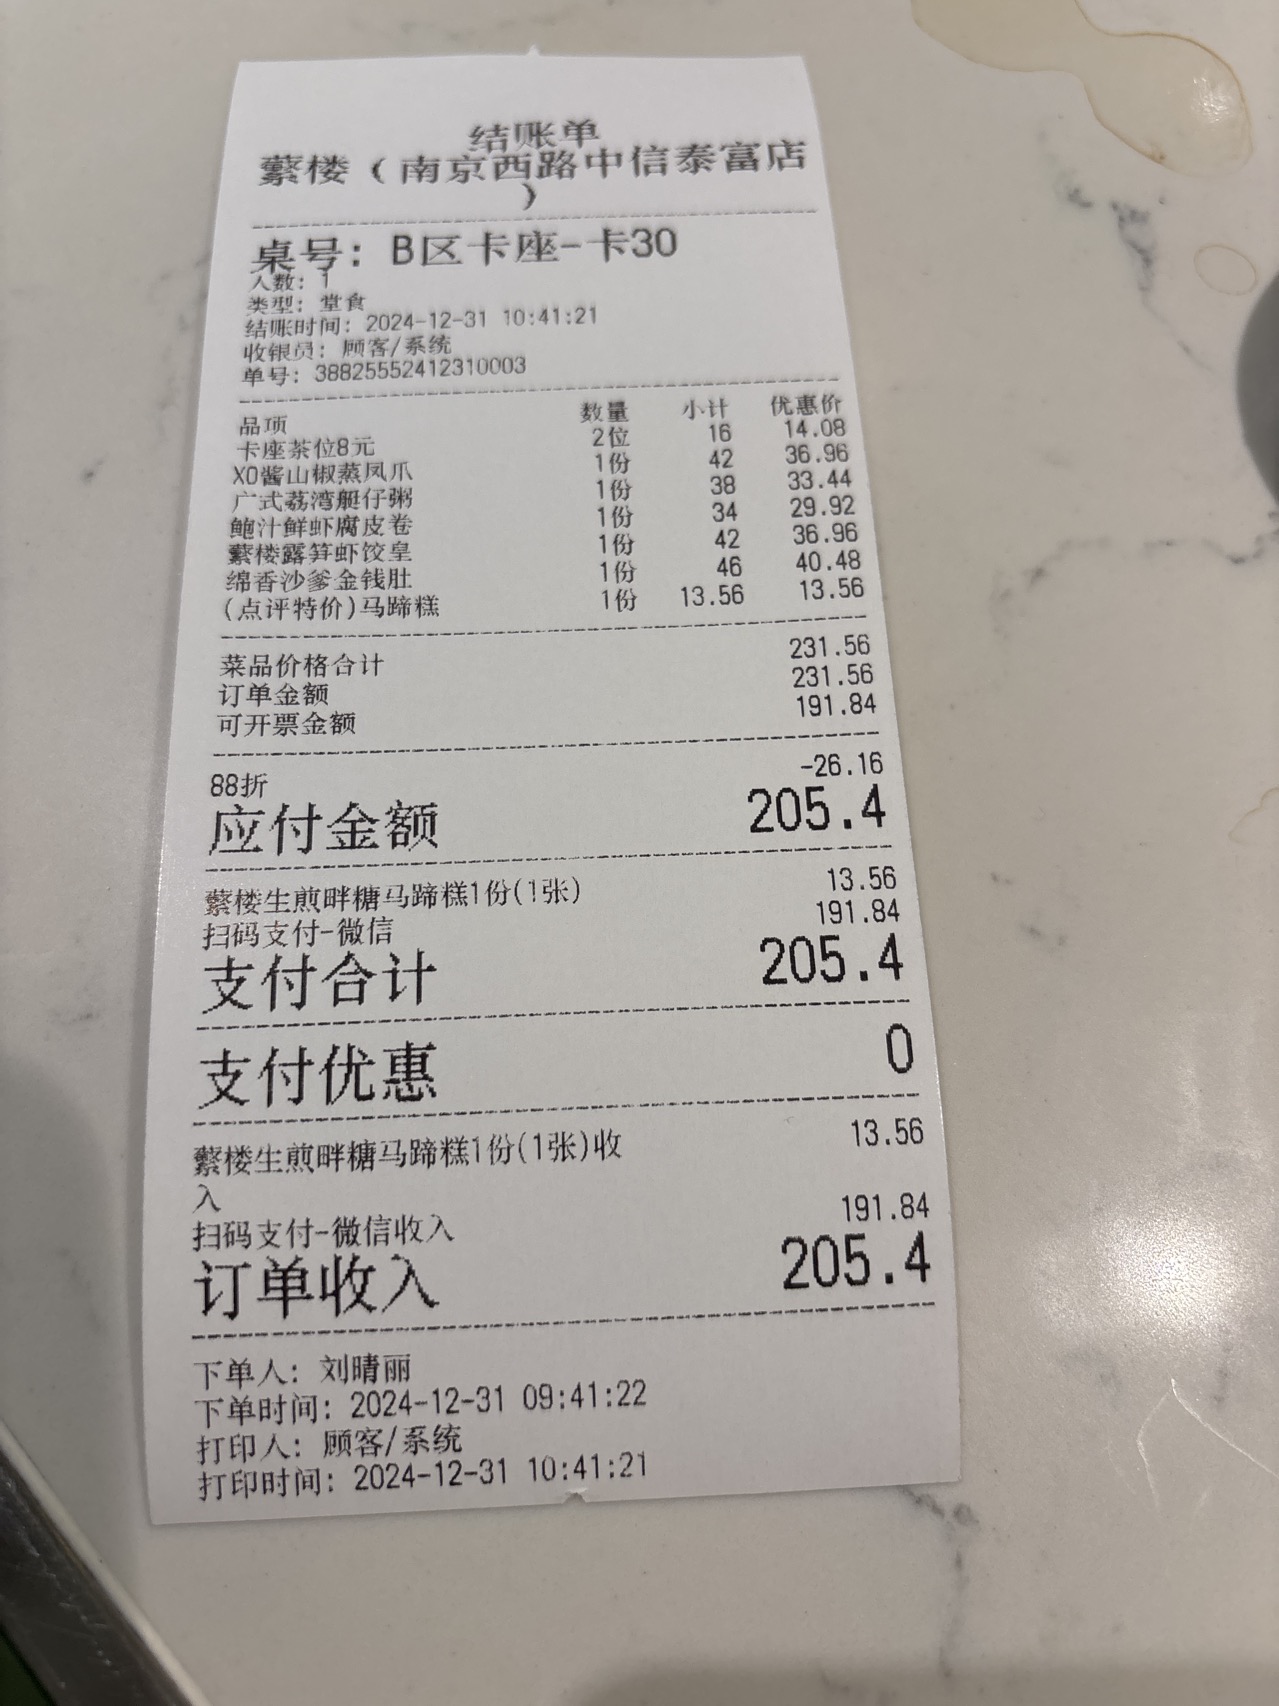 结账单
蘩楼（南京西路中信泰富店
）
桌号：B区卡座-卡30
人数：1
类型：堂食
结账时间：2024-12-31 10:41:21
收银员：顾客/系统
单号：38825552412310003
品项 数量 小计 优惠价
卡座茶位8元 2位 16 14.08
XO酱山椒蒸凤爪 1份 42 36.96
广式荔湾艇仔粥 1份 38 33.44
鲍汁鲜虾腐皮卷 1份 34 29.92
蘩楼露笋虾饺皇 1份 42 36.96
绵香沙爹金钱肚 1份 46 40.48
(点评特价)马蹄糕 1份 13.56 13.56
菜品价格合计 231.56
订单金额 231.56
可开票金额 191.84
88折 -26.16
应付金额 205.4
蘩楼生煎畔糖马蹄糕1份(1张) 13.56
扫码支付-微信 191.84
支付合计 205.4
支付优惠 0
蘩楼生煎畔糖马蹄糕1份(1张)收 13.56
入
扫码支付-微信收入 191.84
订单收入 205.4
下单人：刘晴丽
下单时间：2024-12-31 09:41:22
打印人：顾客/系统
打印时间：2024-12-31 10:41:21